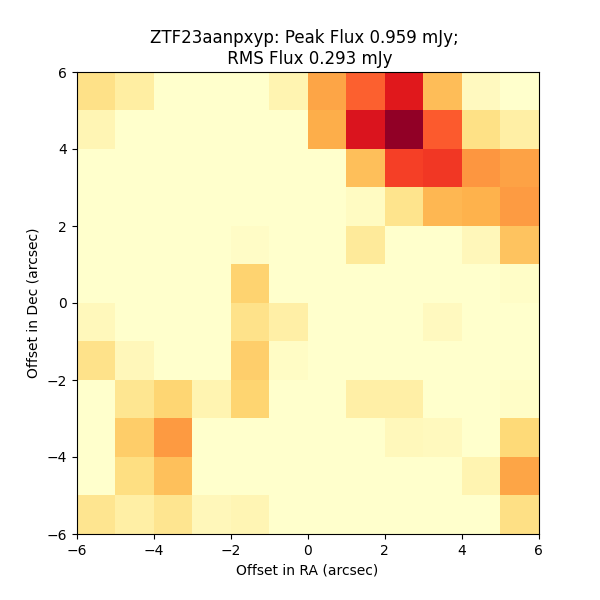 ZTF23aanpxyp: Peak Flux 0.959 mJy;
RMS Flux 0.293 mJy
6
4
2
0
−2
−4
−6
Offset in Dec (arcsec)
−6 −4 −2 0 2 4 6
Offset in RA (arcsec)